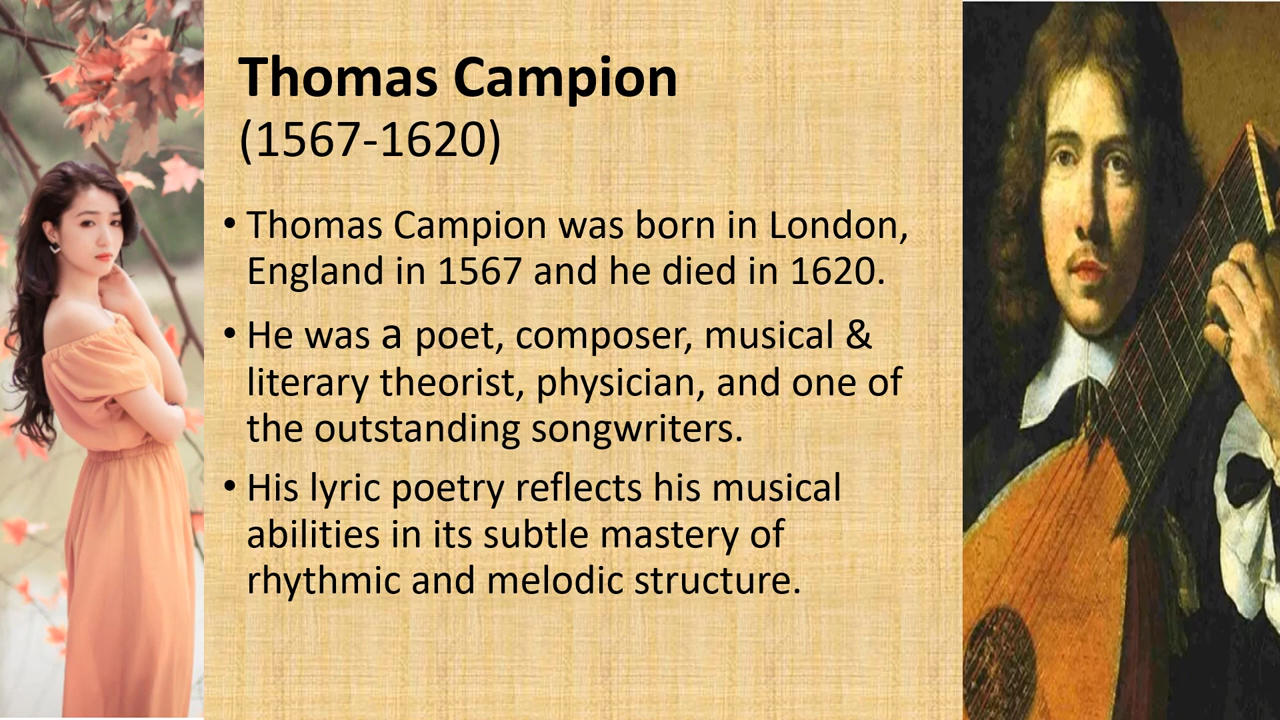 Thomas Campion
(1567-1620)
• Thomas Campion was born in London,
England in 1567 and he died in 1620.
• He was a poet, composer, musical &
literary theorist, physician, and one of
the outstanding songwriters.
• His lyric poetry reflects his musical
abilities in its subtle mastery of
rhythmic and melodic structure.